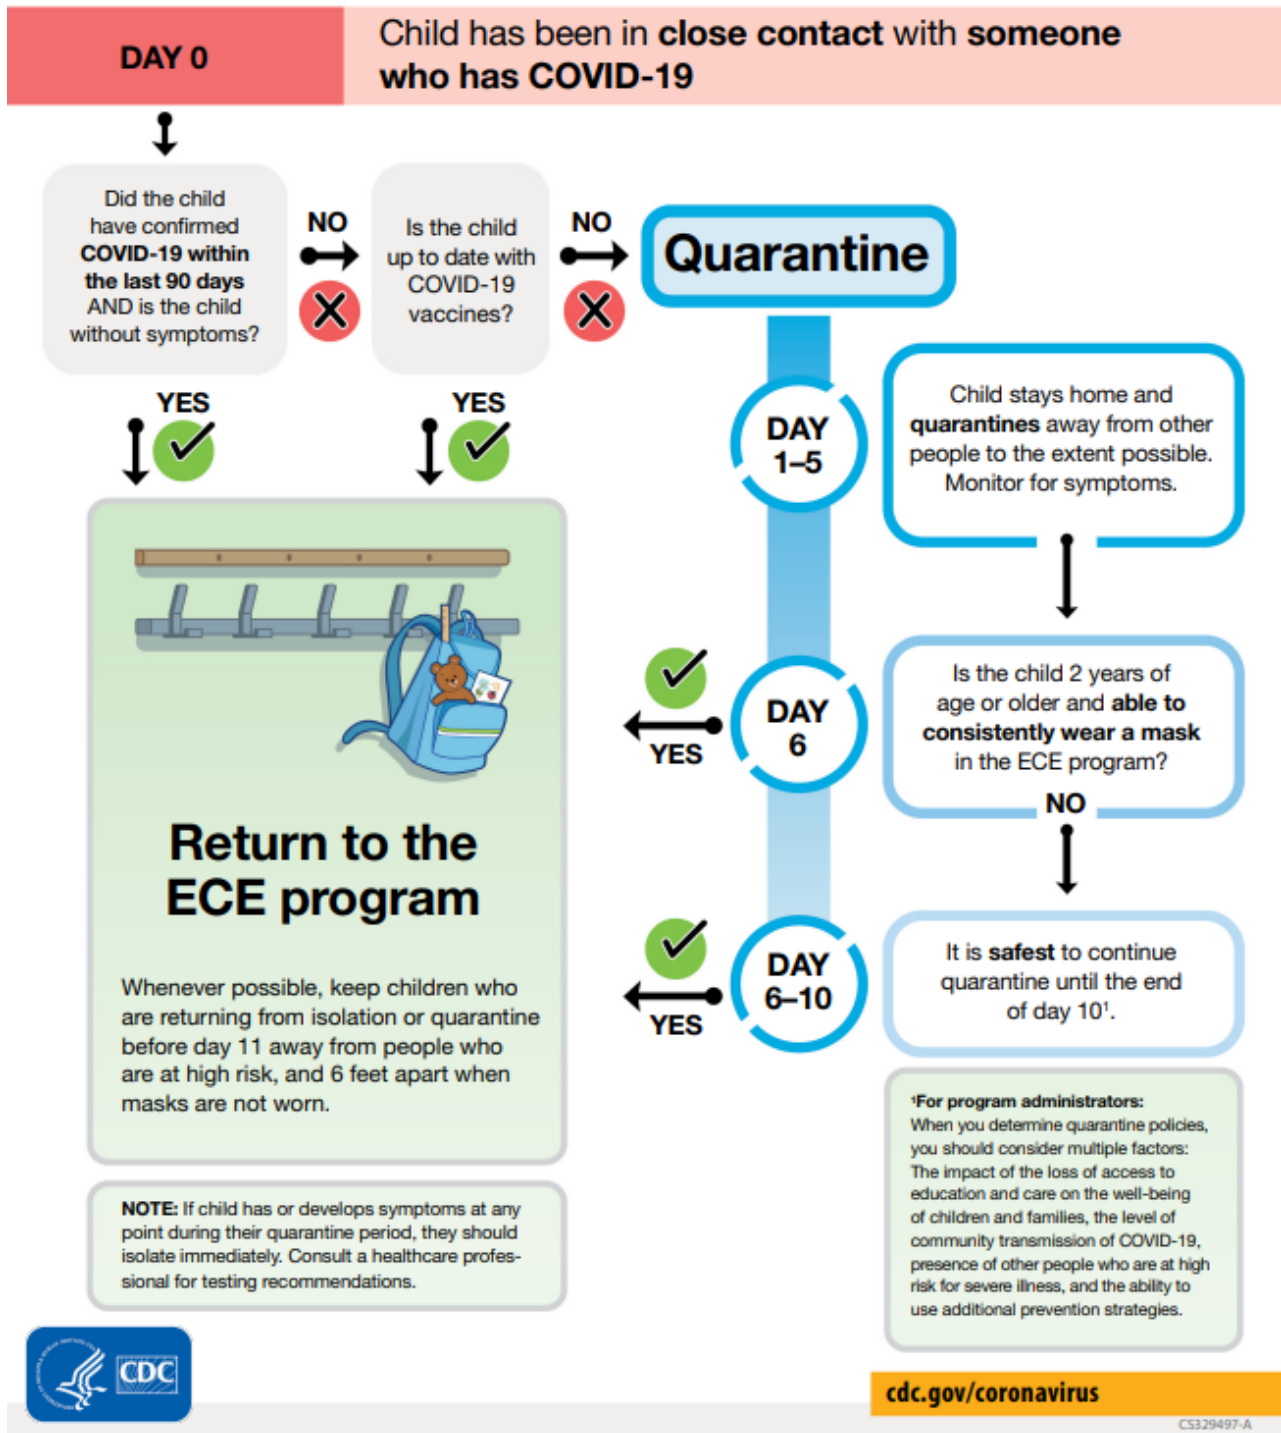 DAY 0
Child has been in close contact with someone
who has COVID-19
Did the child
have confirmed
COVID-19 within
the last 90 days
AND is the child
without symptoms?
NO
Is the child
up to date with
COVID-19
vaccines?
NO
Quarantine
YES
YES
DAY
1–5
Child stays home and
quarantines away from other
people to the extent possible.
Monitor for symptoms.
DAY
6
YES
Is the child 2 years of
age or older and able to
consistently wear a mask
in the ECE program?
NO
Return to the
ECE program
Whenever possible, keep children who
are returning from isolation or quarantine
before day 11 away from people who
are at high risk, and 6 feet apart when
masks are not worn.
DAY
6–10
YES
It is safest to continue
quarantine until the end
of day 10¹.
¹For program administrators:
When you determine quarantine policies,
you should consider multiple factors:
The impact of the loss of access to
education and care on the well-being
of children and families, the level of
community transmission of COVID-19,
presence of other people who are at high
risk for severe illness, and the ability to
use additional prevention strategies.
NOTE: If child has or develops symptoms at any
point during their quarantine period, they should
isolate immediately. Consult a healthcare profes-
sional for testing recommendations.
CDC
cdc.gov/coronavirus
CS329497-A